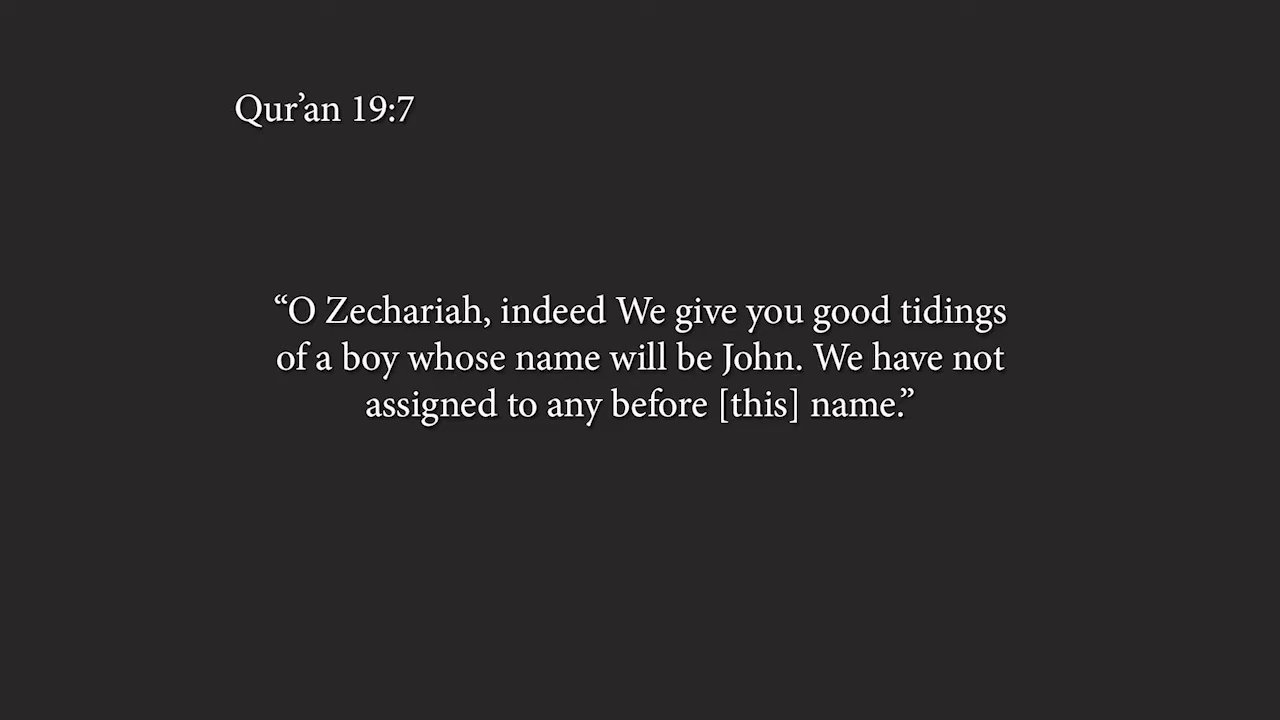 Qur’an 19:7
“O Zechariah, indeed We give you good tidings
of a boy whose name will be John. We have not
assigned to any before [this] name.”